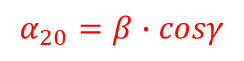 α₂₀ = β · cosγ